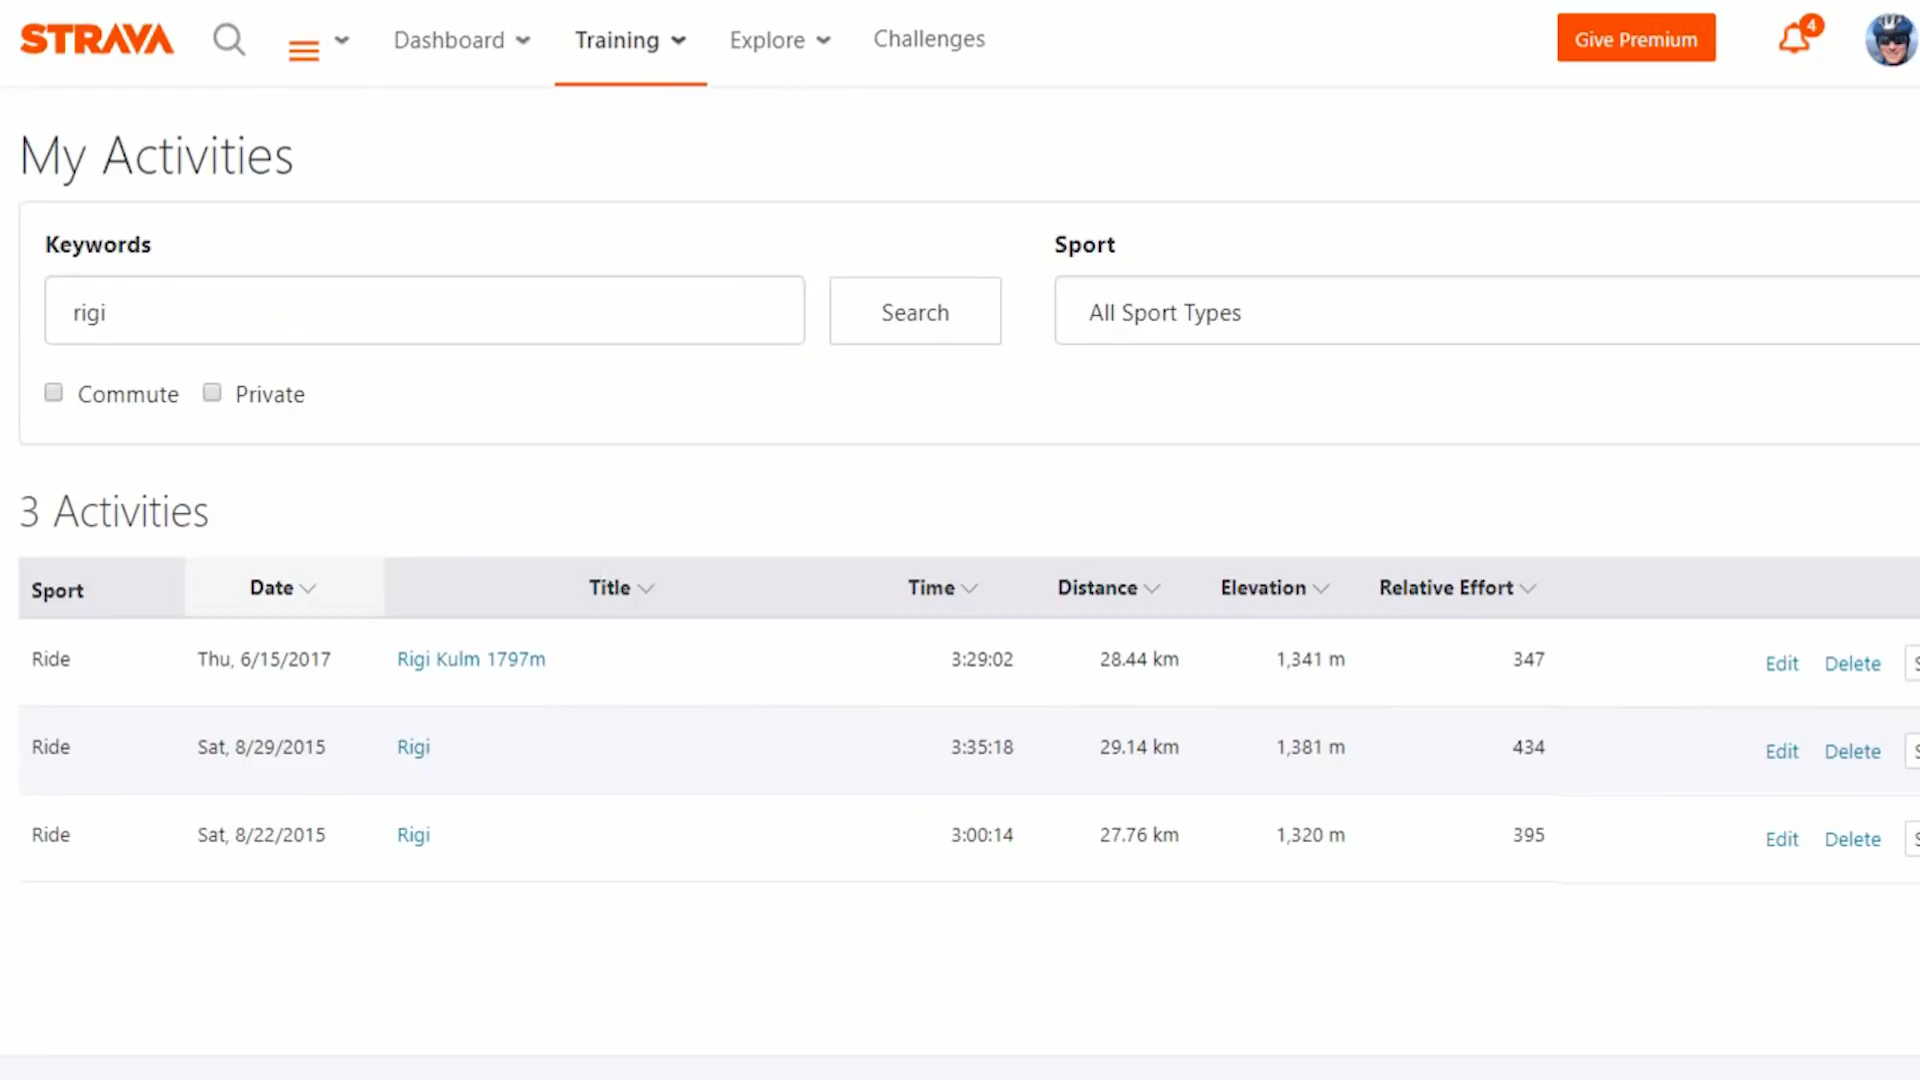 STRAVA Dashboard Training Explore Challenges Give Premium 4
My Activities
Keywords Sport
rigi Search All Sport Types
Commute Private
3 Activities
Sport Date Title Time Distance Elevation Relative Effort
Ride Thu, 6/15/2017 Rigi Kulm 1797m 3:29:02 28.44 km 1,341 m 347 Edit Delete
Ride Sat, 8/29/2015 Rigi 3:35:18 29.14 km 1,381 m 434 Edit Delete
Ride Sat, 8/22/2015 Rigi 3:00:14 27.76 km 1,320 m 395 Edit Delete